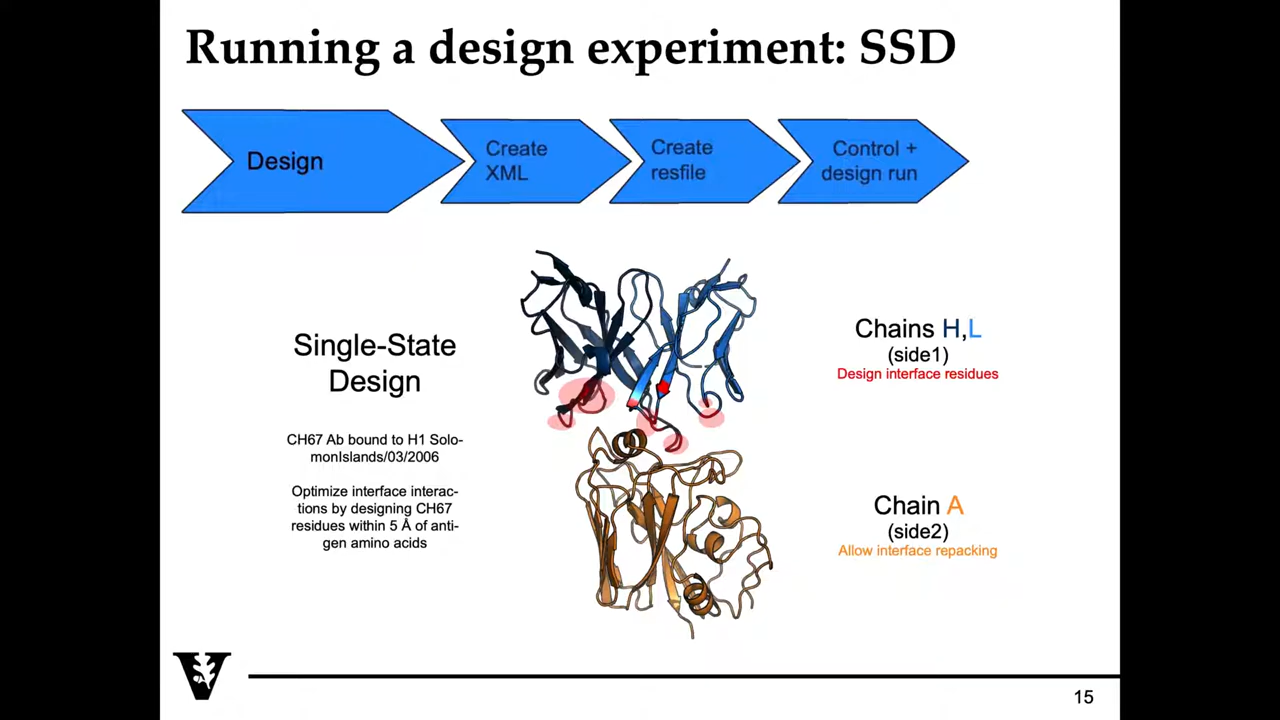 Running a design experiment: SSD
Design
Create
XML
Create
resfile
Control +
design run
Single-State
Design
CH67 Ab bound to H1 Solo-
monIslands/03/2006
Optimize interface interac-
tions by designing CH67
residues within 5 Å of anti-
gen amino acids
Chains H,L
(side1)
Design interface residues
Chain A
(side2)
Allow interface repacking
V
15